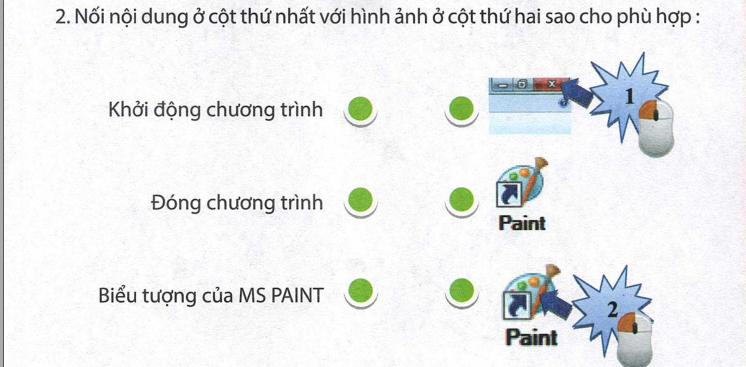 2. Nối nội dung ở cột thứ nhất với hình ảnh ở cột thứ hai sao cho phù hợp :
Khởi động chương trình
1
Đóng chương trình
Paint
Biểu tượng của MS PAINT
2
Paint